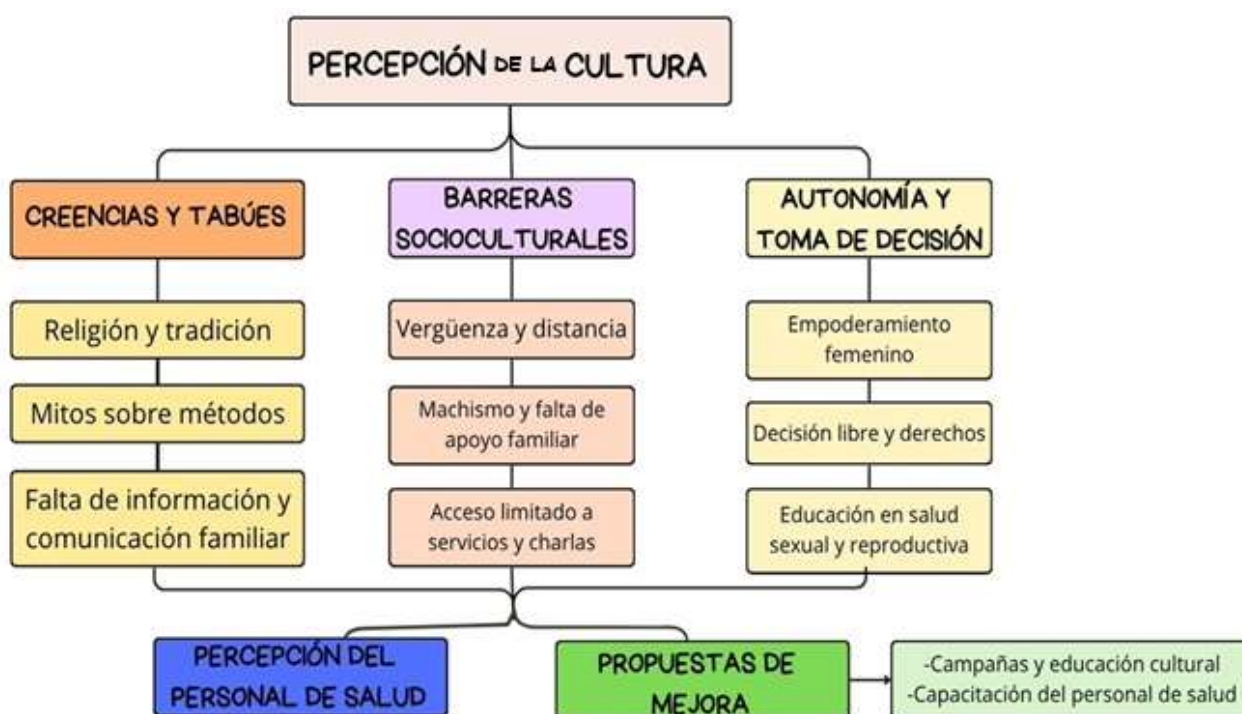 PERCEPCIÓN DE LA CULTURA
CREENCIAS Y TABÚES
Religión y tradición
Mitos sobre métodos
Falta de información y
comunicación familiar
BARRERAS
SOCIOCULTURALES
Vergüenza y distancia
Machismo y falta de
apoyo familiar
Acceso limitado a
servicios y charlas
AUTONOMÍA Y
TOMA DE DECISIÓN
Empoderamiento
femenino
Decisión libre y derechos
Educación en salud
sexual y reproductiva
PERCEPCIÓN DEL
PERSONAL DE SALUD
PROPUESTAS DE
MEJORA
-Campañas y educación cultural
-Capacitación del personal de salud